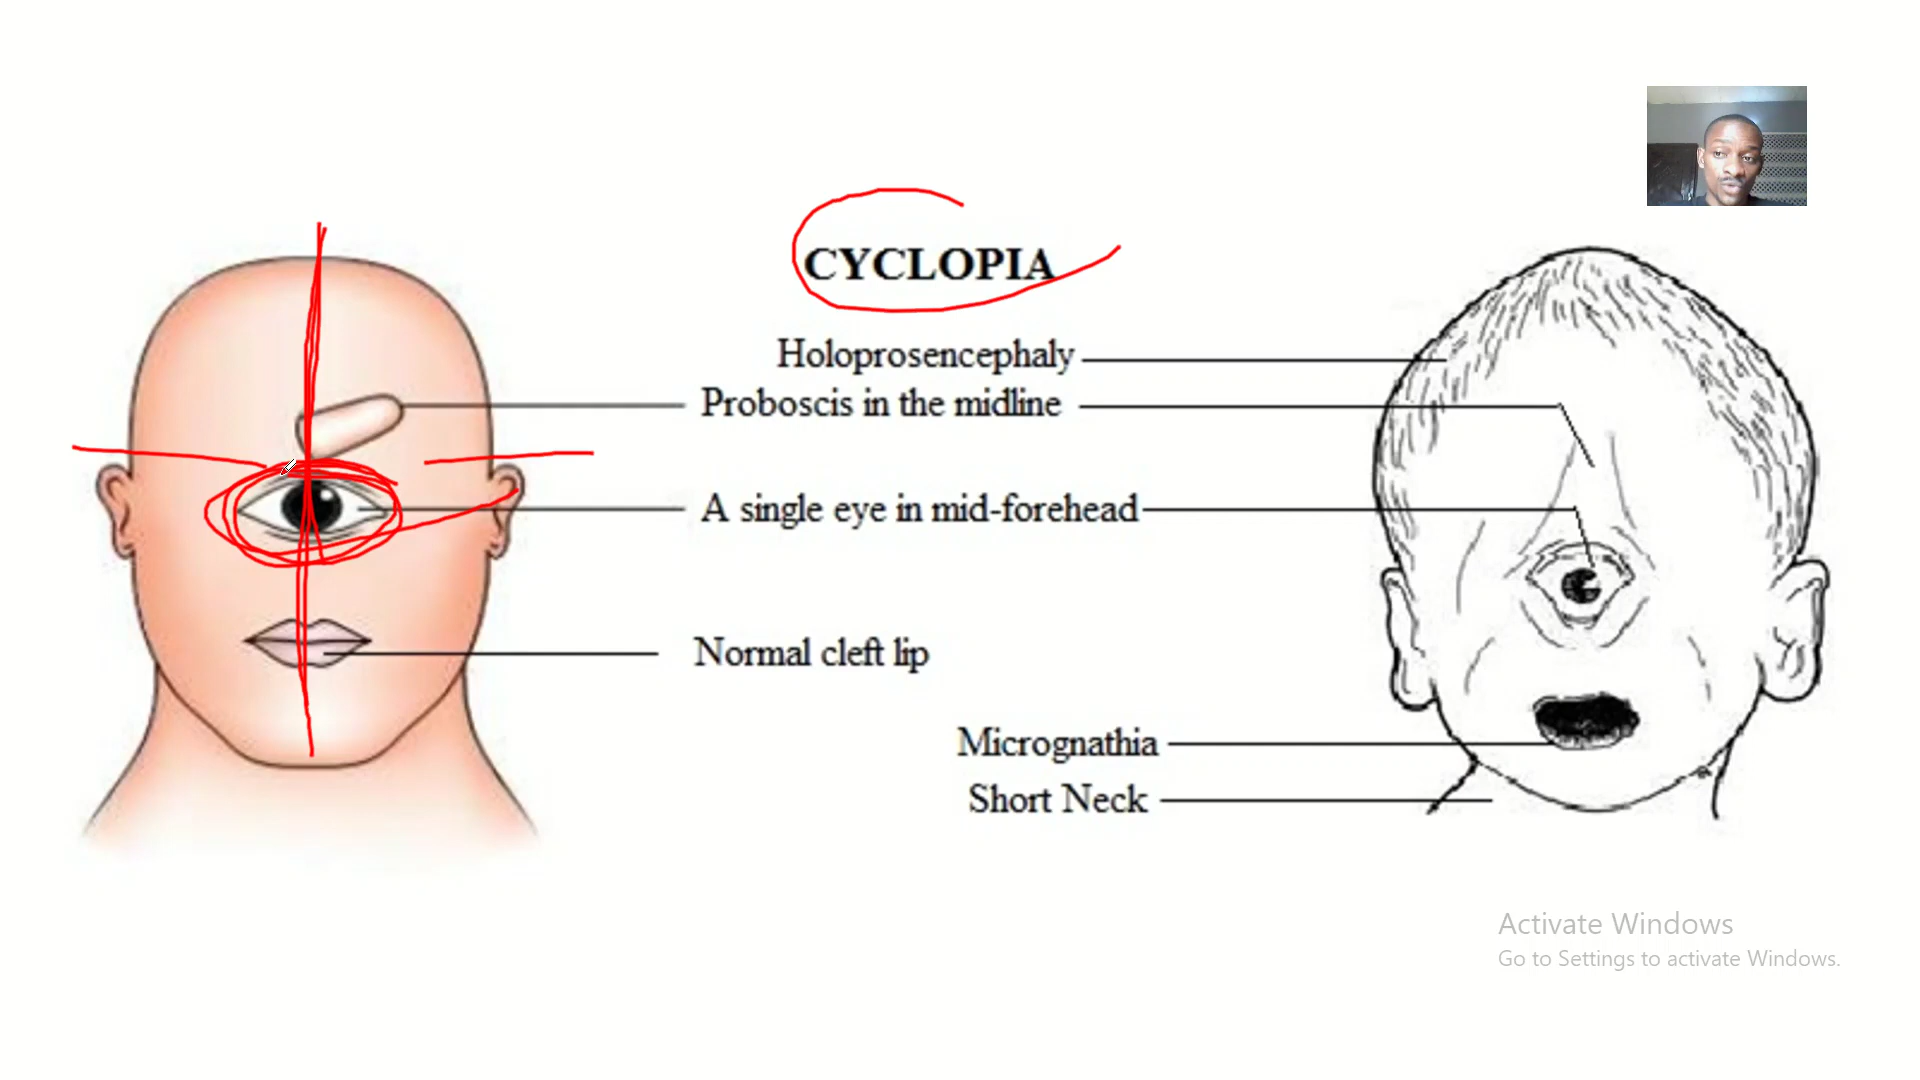 CYCLOPIA
Holoprosencephaly
Proboscis in the midline
A single eye in mid-forehead
Normal cleft lip
Micrognathia
Short Neck
Activate Windows
Go to Settings to activate Windows.